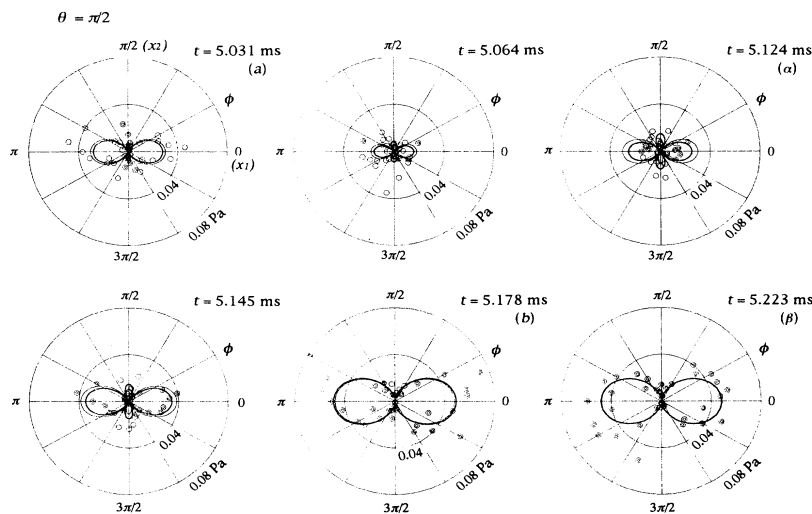 θ = π/2
π/2 (x2) t = 5.031 ms
(a)
ϕ
π
0
(x1)
0.04
0.08 Pa
3π/2
π/2 t = 5.064 ms
ϕ
π
0
0.04
0.08 Pa
3π/2
π/2 t = 5.124 ms
(α)
ϕ
π
0
0.04
0.08 Pa
3π/2
π/2 t = 5.145 ms
ϕ
π
0
0.04
0.08 Pa
3π/2
π/2 t = 5.178 ms
(b)
ϕ
π
0
0.04
0.08 Pa
3π/2
π/2 t = 5.223 ms
(β)
ϕ
π
0
0.04
0.08 Pa
3π/2